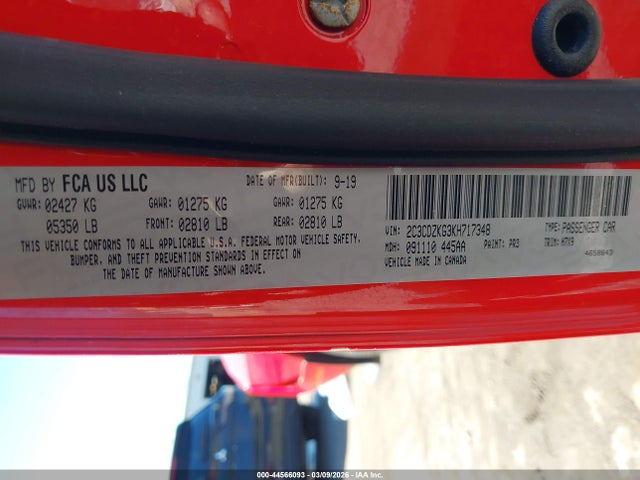 MFD BY FCA US LLC DATE OF MFR(BUILT): 9-19
GVWR: 02427 KG GAWR: 01275 KG GAWR: 01275 KG
05350 LB FRONT: 02810 LB REAR: 02810 LB
THIS VEHICLE CONFORMS TO ALL APPLICABLE U.S.A. FEDERAL MOTOR VEHICLE SAFETY,
BUMPER, AND THEFT PREVENTION STANDARDS IN EFFECT ON
THE DATE OF MANUFACTURE SHOWN ABOVE.
VIN: 2C3CDZKG3KH717348 TYPE: PASSENGER CAR
MDH: 091110 445AA PAINT: PR3 TRIM: H7X9
VEHICLE MADE IN CANADA 4658643
000-44566093 - 03/09/2026 - IAA Inc.